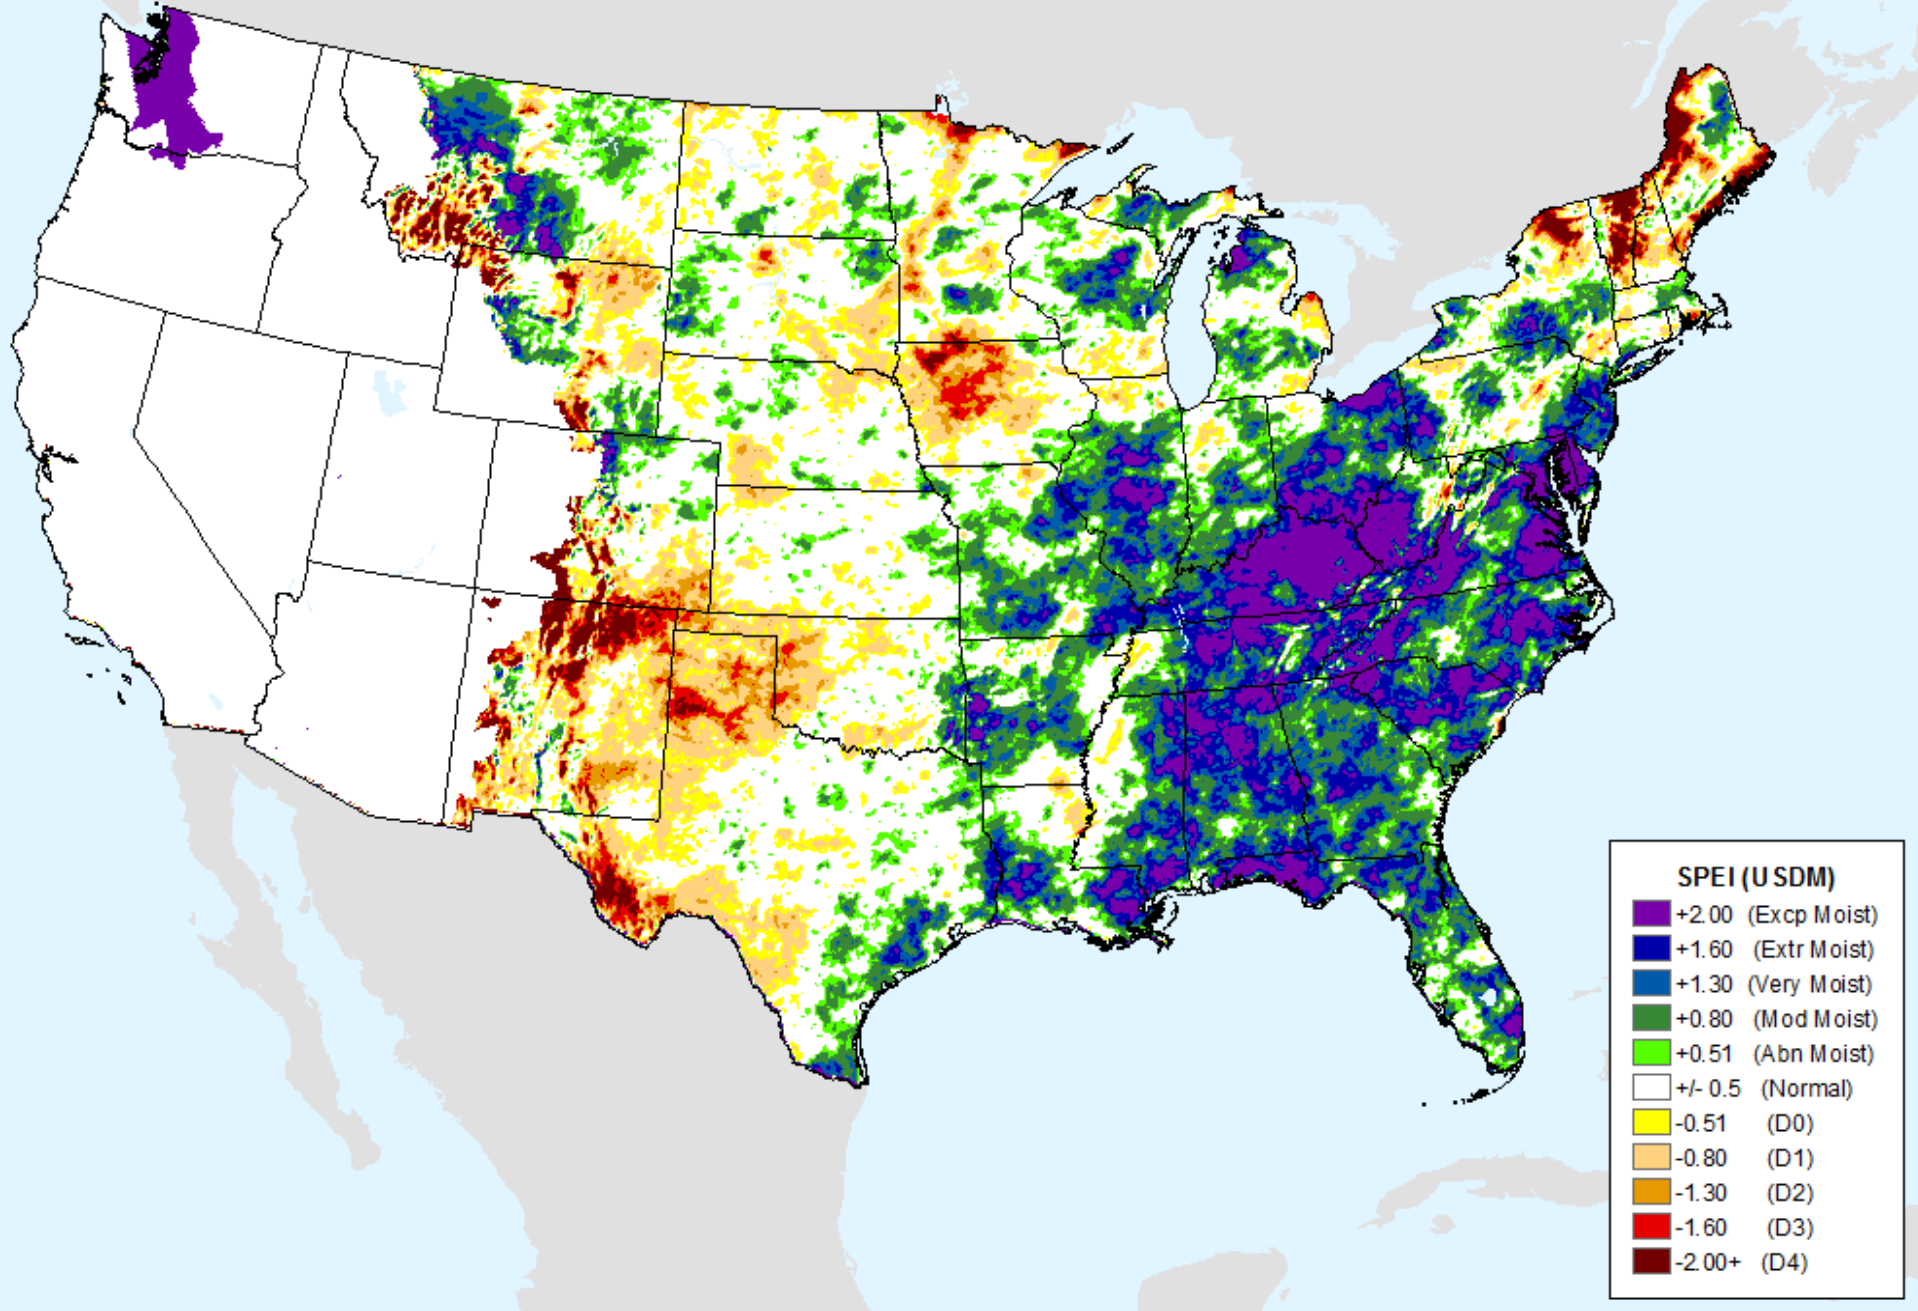 SPEI (USDM)
+2.00 (Excp Moist)
+1.60 (Extr Moist)
+1.30 (Very Moist)
+0.80 (Mod Moist)
+0.51 (Abn Moist)
+/- 0.5 (Normal)
-0.51 (D0)
-0.80 (D1)
-1.30 (D2)
-1.60 (D3)
-2.00+ (D4)